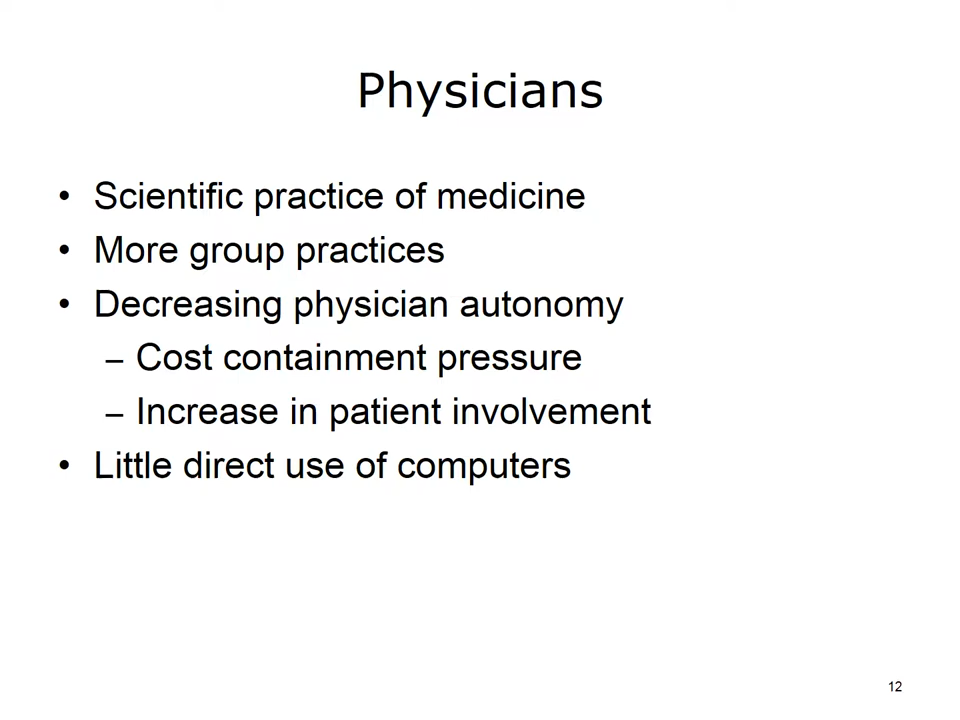 Physicians
• Scientific practice of medicine
• More group practices
• Decreasing physician autonomy
– Cost containment pressure
– Increase in patient involvement
• Little direct use of computers
12